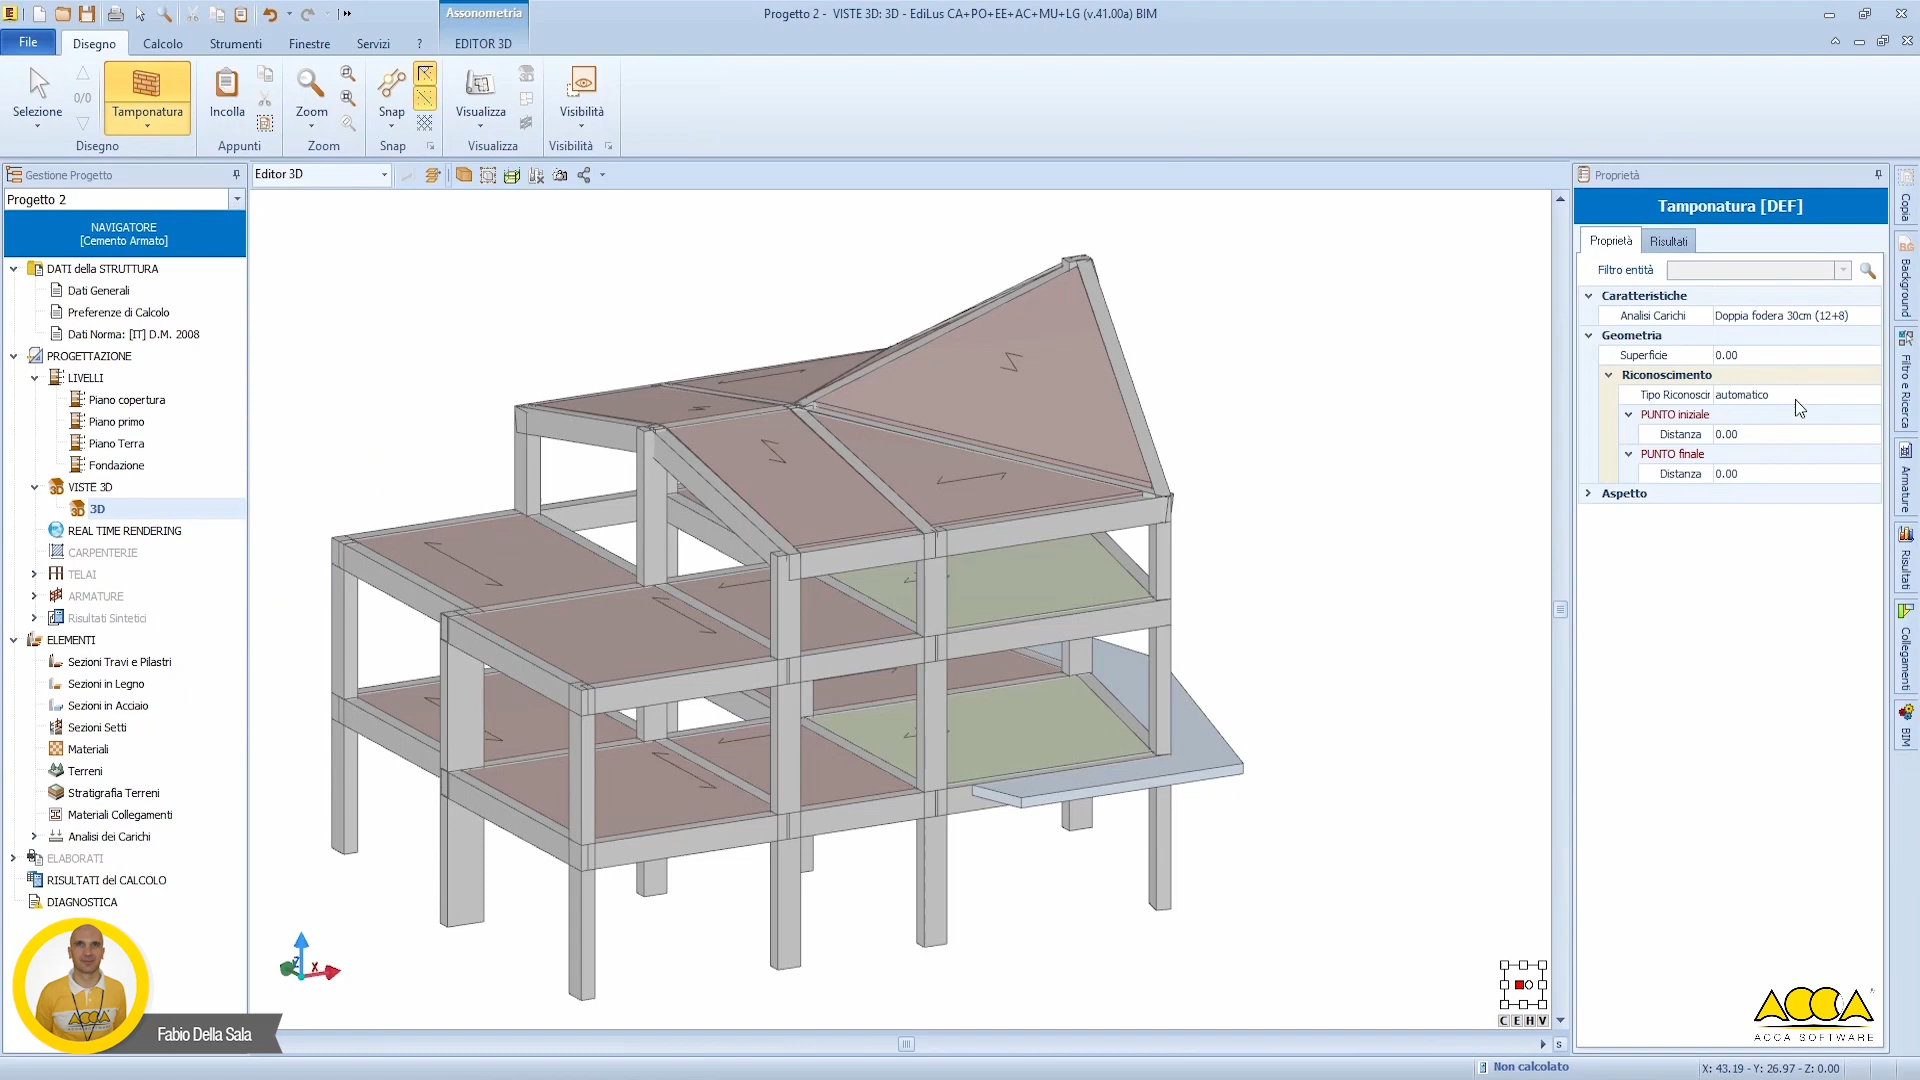 Assonometria
Progetto 2 - VISTE 3D: 3D - EdiLus CA+PO+EE+AC+MU+LG (v.41.00a) BIM
File
Disegno
Calcolo
Strumenti
Finestre
Servizi
?
EDITOR 3D
Selezione
0/0
Tamponatura
Incolla
Zoom
Snap
Visualizza
Visibilità
Disegno
Appunti
Zoom
Snap
Visualizza
Visibilità
Gestione Progetto
Editor 3D
Progetto 2
NAVIGATORE
[Cemento Armato]
DATI della STRUTTURA
Dati Generali
Preferenze di Calcolo
Dati Norma: [IT] D.M. 2008
PROGETTAZIONE
LIVELLI
Piano copertura
Piano primo
Piano Terra
Fondazione
VISTE 3D
3D
REAL TIME RENDERING
CARPENTERIE
TELAI
ARMATURE
Risultati Sintetici
ELEMENTI
Sezioni Travi e Pilastri
Sezioni in Legno
Sezioni in Acciaio
Sezioni Setti
Materiali
Terreni
Stratigrafia Terreni
Materiali Collegamenti
Analisi dei Carichi
ELABORATI
RISULTATI del CALCOLO
DIAGNOSTICA
Z
X
ACCA
Fabio Della Sala
C E H V
S
Proprietà
Tamponatura [DEF]
Proprietà
Risultati
Filtro entità
Caratteristiche
Analisi Carichi Doppia fodera 30cm (12+8)
Geometria
Superficie 0.00
Riconoscimento
Tipo Riconoscir automatico
PUNTO iniziale
Distanza 0.00
PUNTO finale
Distanza 0.00
Aspetto
Copia
BG
Background
Filtro e Ricerca
Armature
Risultati
Collegamenti
BIM
ACCA
ACCA SOFTWARE
Non calcolato
X: 43.19 - Y: 26.97 - Z: 0.00